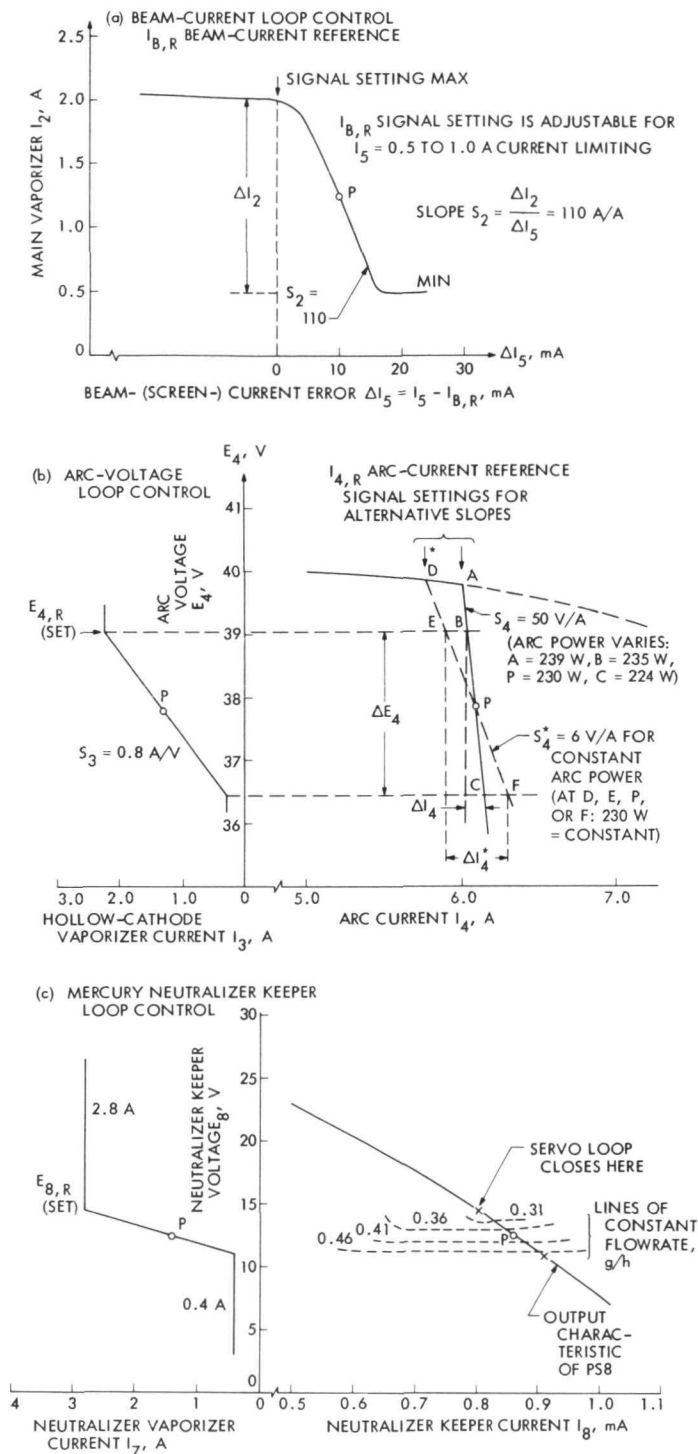 (a) BEAM-CURRENT LOOP CONTROL
I_B,R BEAM-CURRENT REFERENCE
2.5
2.0
1.5
1.0
0.5
0
MAIN VAPORIZER I_2, A
SIGNAL SETTING MAX
I_B,R SIGNAL SETTING IS ADJUSTABLE FOR
I_5 = 0.5 TO 1.0 A CURRENT LIMITING
ΔI_2
P
SLOPE S_2 = ΔI_2/ΔI_5 = 110 A/A
S_2 =
110
MIN
0 10 20 30
ΔI_5, mA
BEAM- (SCREEN-) CURRENT ERROR ΔI_5 = I_5 - I_B,R, mA
(b) ARC-VOLTAGE
LOOP CONTROL
E_4, V
I_4,R ARC-CURRENT REFERENCE
SIGNAL SETTINGS FOR
ALTERNATIVE SLOPES
41
40
39
38
37
36
ARC
VOLTAGE
E_4, V
E_4,R
(SET)
P
S_3 = 0.8 A/V
* 
D
A
E
B
P
C
F
ΔE_4
ΔI_4
ΔI_4*
S_4 = 50 V/A
(ARC POWER VARIES:
A = 239 W, B = 235 W,
P = 230 W, C = 224 W)
S_4* = 6 V/A FOR
CONSTANT
ARC POWER
(AT D, E, P,
OR F: 230 W
= CONSTANT)
3.0 2.0 1.0 0
5.0 6.0 7.0
HOLLOW-CATHODE
VAPORIZER CURRENT I_3, A
ARC CURRENT I_4, A
(c) MERCURY NEUTRALIZER KEEPER
LOOP CONTROL
30
25
20
15
10
5
0
NEUTRALIZER KEEPER
VOLTAGE_8, V
2.8 A
E_8,R
(SET)
P
0.4 A
SERVO LOOP
CLOSES HERE
0.31
0.36
0.41
0.46
P
LINES OF
CONSTANT
FLOWRATE,
g/h
OUTPUT
CHARAC-
TERISTIC
OF PS8
4 3 2 1 0
0.5 0.6 0.7 0.8 0.9 1.0 1.1
NEUTRALIZER VAPORIZER
CURRENT I_7, A
NEUTRALIZER KEEPER CURRENT I_8, mA